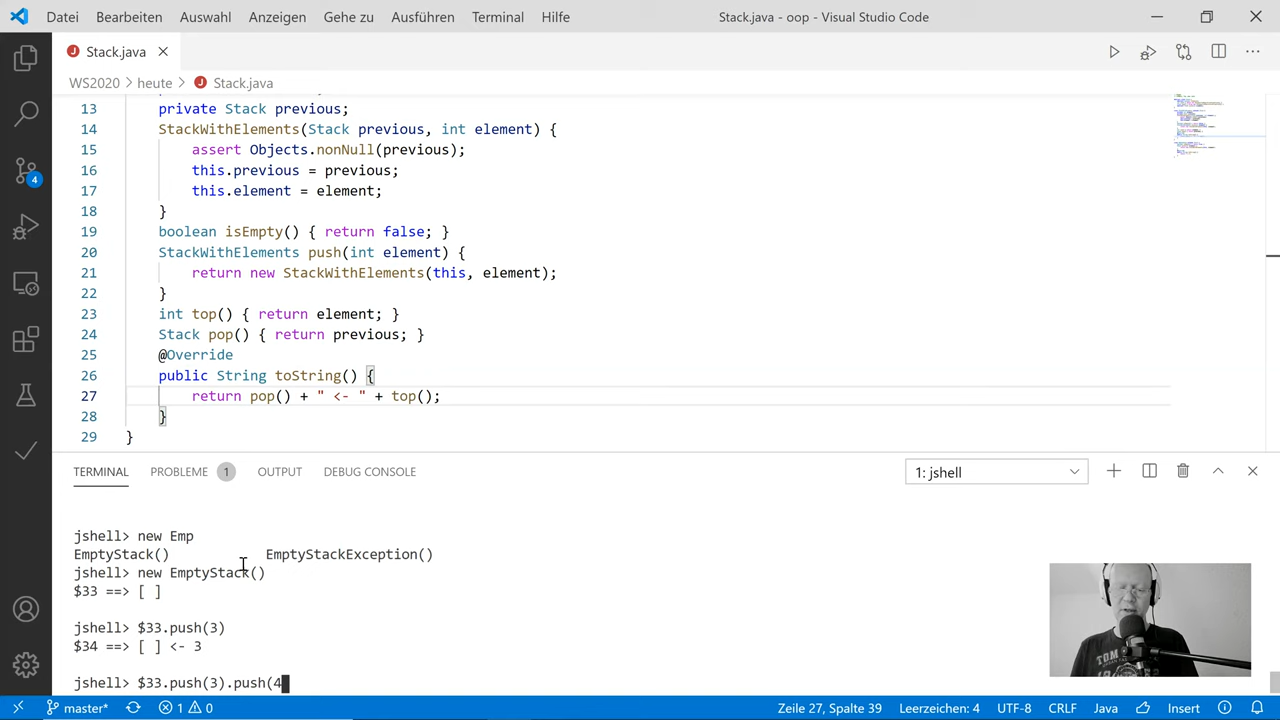 Datei Bearbeiten Auswahl Anzeigen Gehe zu Ausführen Terminal Hilfe Stack.java - oop - Visual Studio Code
Stack.java
WS2020 > heute > Stack.java
13 private Stack previous;
14 StackWithElements(Stack previous, int element) {
15 assert Objects.nonNull(previous);
16 this.previous = previous;
17 this.element = element;
18 }
19 boolean isEmpty() { return false; }
20 StackWithElements push(int element) {
21 return new StackWithElements(this, element);
22 }
23 int top() { return element; }
24 Stack pop() { return previous; }
25 @Override
26 public String toString() {
27 return pop() + " <- " + top();
28 }
29 }
TERMINAL PROBLEME 1 OUTPUT DEBUG CONSOLE 1: jshell
jshell> new Emp
EmptyStack() EmptyStackException()
jshell> new EmptyStack()
$33 ==> [ ]
jshell> $33.push(3)
$34 ==> [ ] <- 3
jshell> $33.push(3).push(4
4
master* 1 0 Zeile 27, Spalte 39 Leerzeichen: 4 UTF-8 CRLF Java Insert